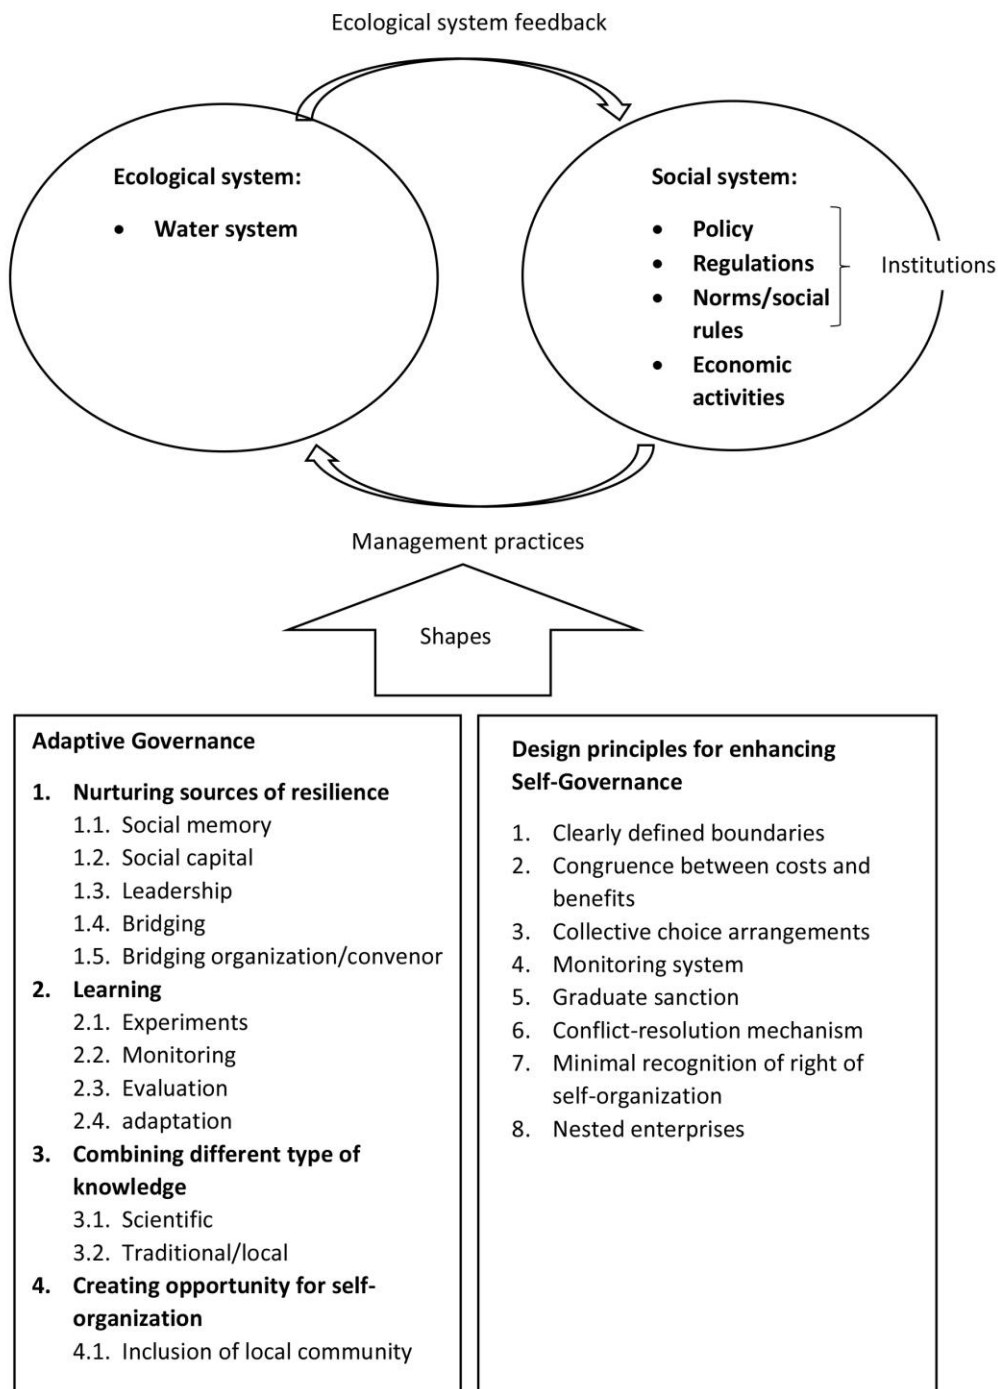 Ecological system feedback
Ecological system:
• Water system
Social system:
• Policy
• Regulations
• Norms/social
rules
• Economic
activities
Institutions
Management practices
Shapes
Adaptive Governance
1. Nurturing sources of resilience
1.1. Social memory
1.2. Social capital
1.3. Leadership
1.4. Bridging
1.5. Bridging organization/convenor
2. Learning
2.1. Experiments
2.2. Monitoring
2.3. Evaluation
2.4. adaptation
3. Combining different type of
knowledge
3.1. Scientific
3.2. Traditional/local
4. Creating opportunity for self-
organization
4.1. Inclusion of local community
Design principles for enhancing
Self-Governance
1. Clearly defined boundaries
2. Congruence between costs and
benefits
3. Collective choice arrangements
4. Monitoring system
5. Graduate sanction
6. Conflict-resolution mechanism
7. Minimal recognition of right of
self-organization
8. Nested enterprises